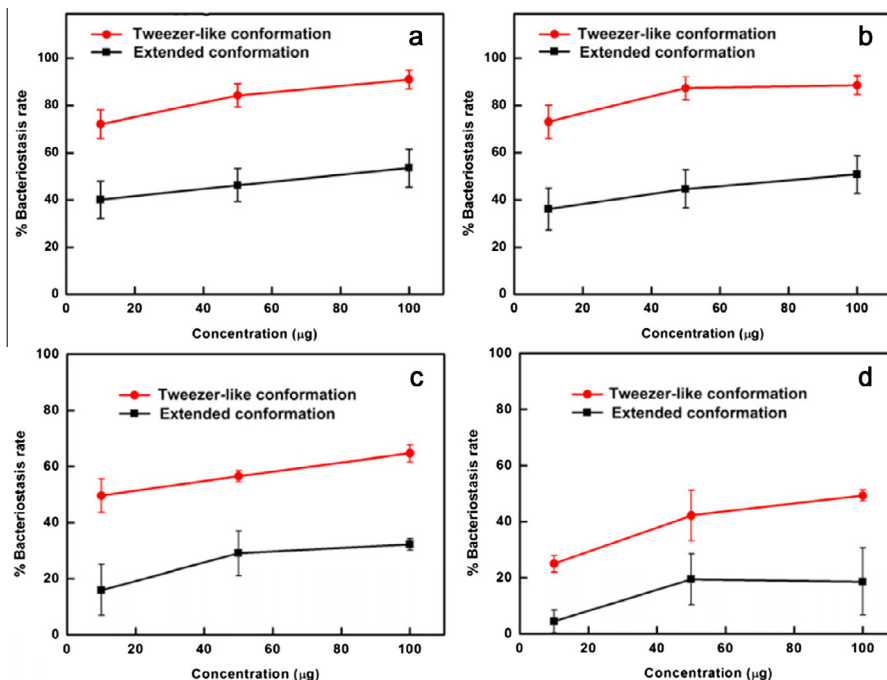 a
Tweezer-like conformation
Extended conformation
% Bacteriostasis rate
100
80
60
40
20
0
0 20 40 60 80 100
Concentration (μg)
b
Tweezer-like conformation
Extended conformation
% Bacteriostasis rate
100
80
60
40
20
0
0 20 40 60 80 100
Concentration (μg)
c
Tweezer-like conformation
Extended conformation
% Bacteriostasis rate
100
80
60
40
20
0
0 20 40 60 80 100
Concentration (μg)
d
Tweezer-like conformation
Extended conformation
% Bacteriostasis rate
100
80
60
40
20
0
0 20 40 60 80 100
Concentration (μg)